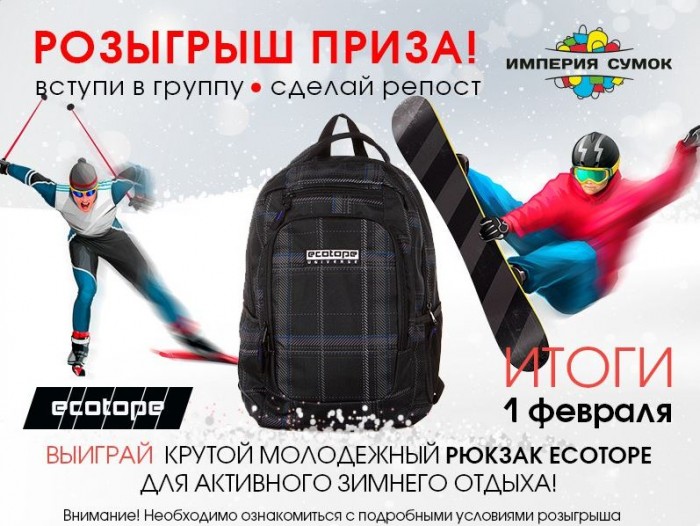 РОЗЫГРЫШ ПРИЗА!
вступи в группу • сделай репост
ИМПЕРИЯ СУМОК
ecotope
UNIVERSE
ИТОГИ
1 февраля
ecotope
ВЫИГРАЙ КРУТОЙ МОЛОДЕЖНЫЙ РЮКЗАК ECOTOPE
ДЛЯ АКТИВНОГО ЗИМНЕГО ОТДЫХА!
Внимание! Необходимо ознакомиться с подробными условиями розыгрыша